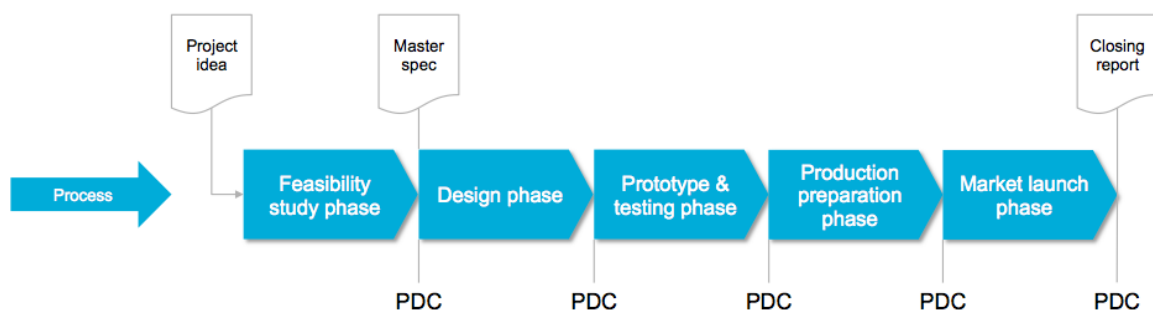 Project
idea
Master
spec
Closing
report
Process
Feasibility
study phase
Design phase
Prototype &
testing phase
Production
preparation
phase
Market launch
phase
PDC
PDC
PDC
PDC
PDC